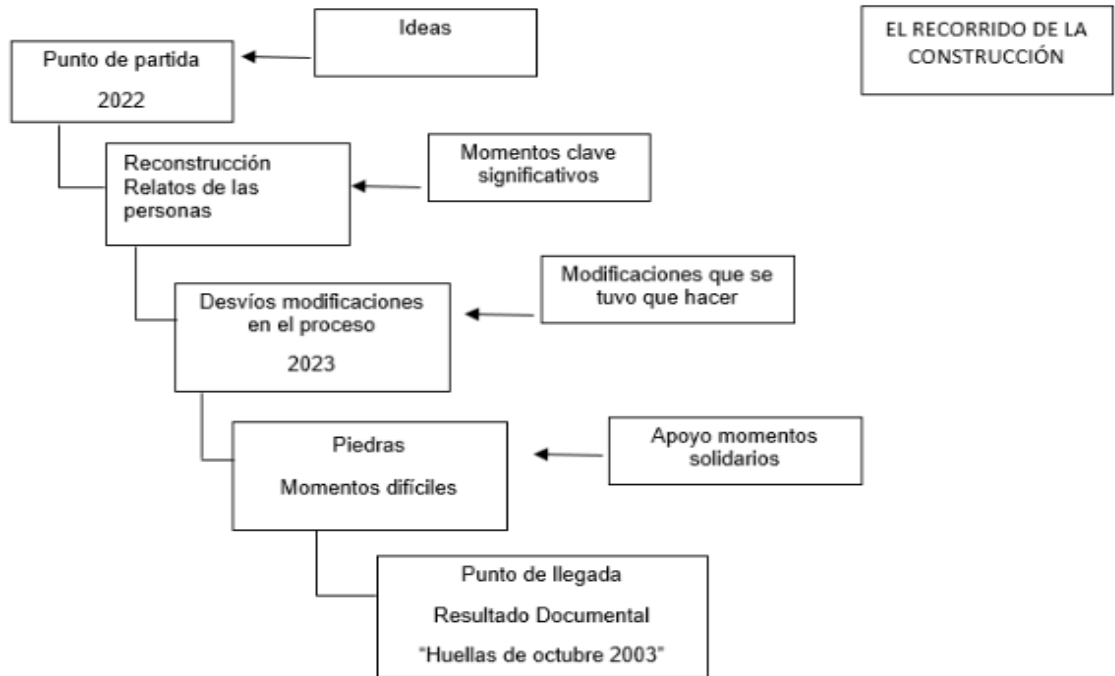 Ideas
EL RECORRIDO DE LA
CONSTRUCCIÓN
Punto de partida
2022
Momentos clave
significativos
Reconstrucción
Relatos de las
personas
Modificaciones que se
tuvo que hacer
Desvíos modificaciones
en el proceso
2023
Apoyo momentos
solidarios
Piedras
Momentos difíciles
Punto de llegada
Resultado Documental
“Huellas de octubre 2003”